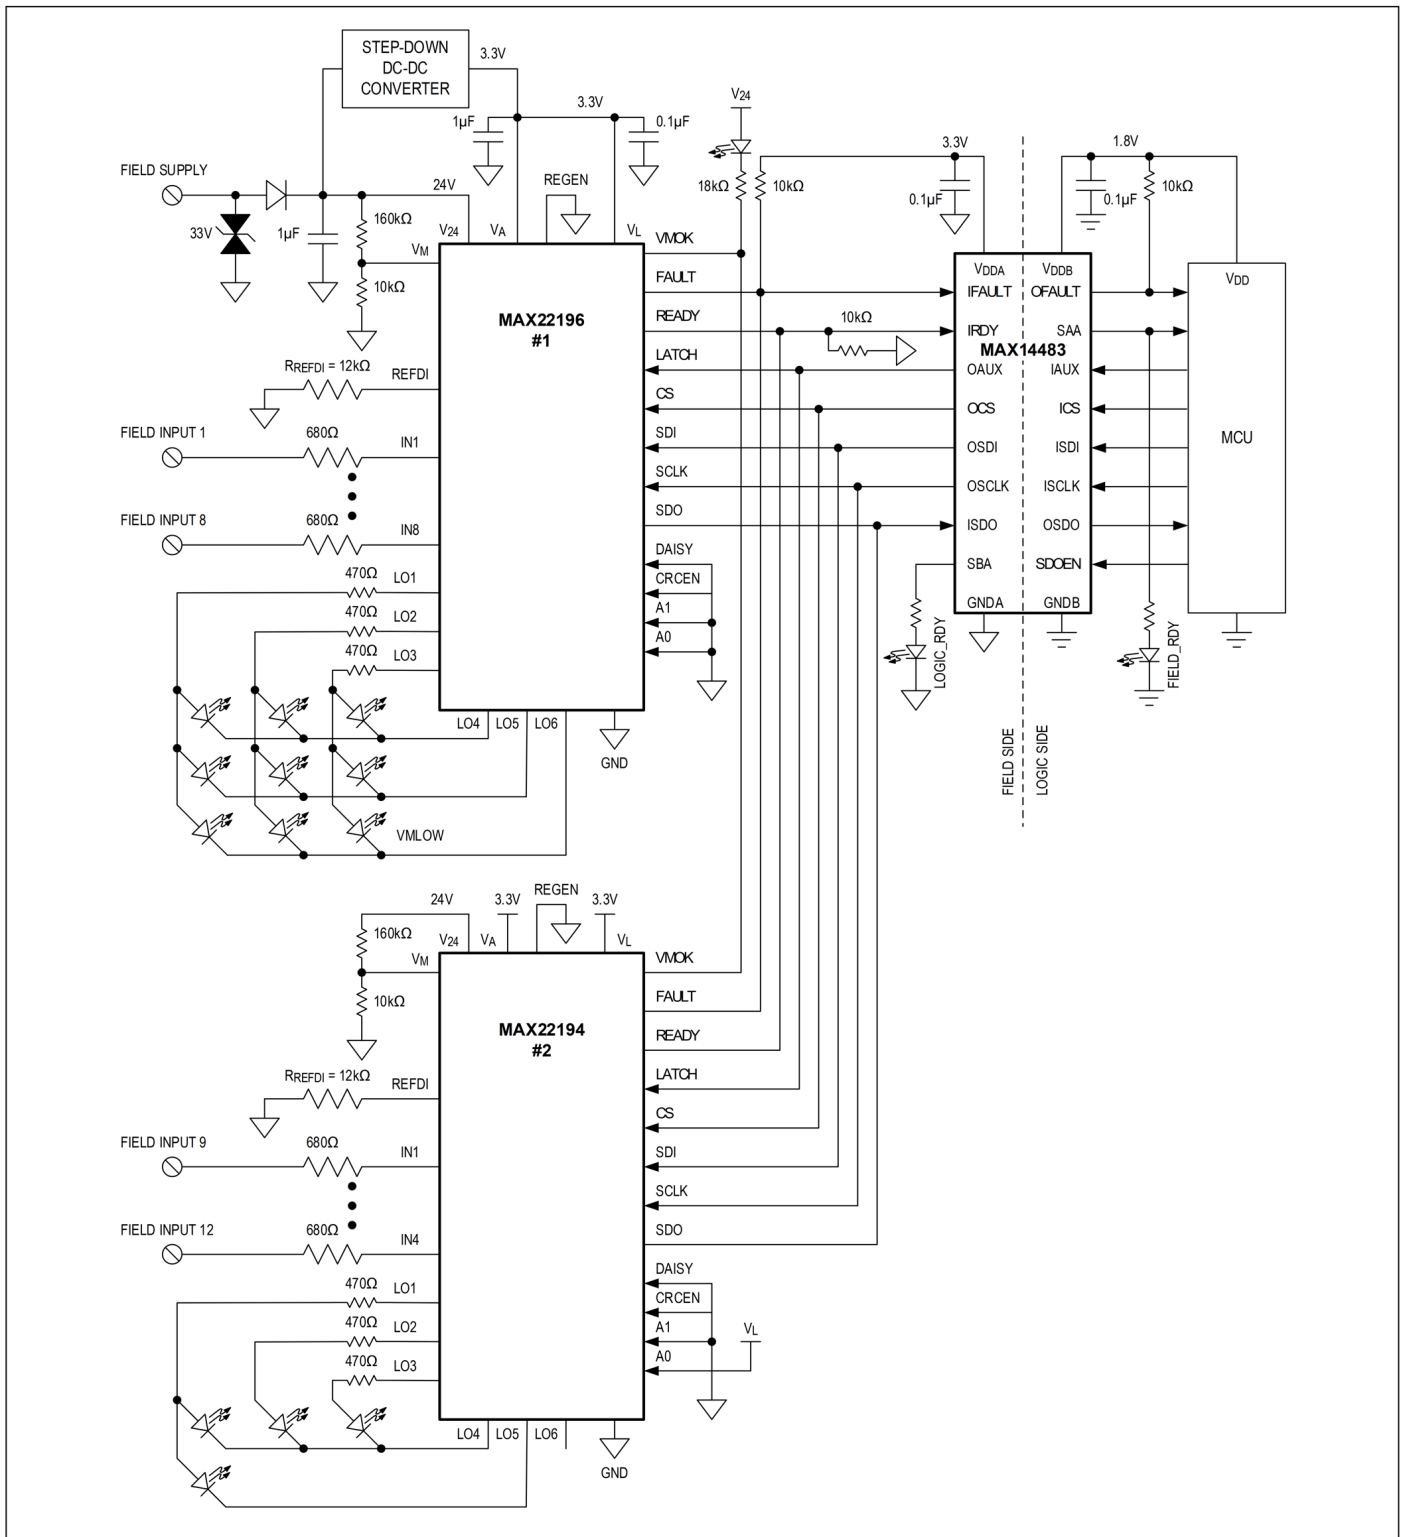 STEP-DOWN
DC-DC
CONVERTER
3.3V
3.3V
1µF
0.1µF
V24
3.3V
1.8V
FIELD SUPPLY
24V
REGEN
18kΩ
10kΩ
0.1µF
0.1µF
10kΩ
33V
1µF
160kΩ
10kΩ
VM
V24
VA
VL
MAX22196
#1
VMOK
FAULT
READY
LATCH
CS
SDI
SCLK
SDO
DAISY
CRCEN
A1
A0
10kΩ
RREFDI = 12kΩ
REFDI
FIELD INPUT 1
680Ω
IN1
FIELD INPUT 8
680Ω
IN8
470Ω
LO1
470Ω
LO2
470Ω
LO3
LO4
LO5
LO6
GND
VMLOW
VDDA
VDDB
IFAULT
OFAULT
IRDY
SAA
MAX14483
OAUX
IAUX
OCS
ICS
OSDI
ISDI
OSCLK
ISCLK
ISDO
OSDO
SBA
SDOEN
GNDA
GNDB
VDD
MCU
LOGIC_RDY
FIELD_RDY
FIELD SIDE
LOGIC SIDE
24V
3.3V
REGEN
3.3V
160kΩ
10kΩ
VM
V24
VA
VL
MAX22194
#2
VMOK
FAULT
READY
LATCH
CS
SDI
SCLK
SDO
DAISY
CRCEN
A1
A0
VL
RREFDI = 12kΩ
REFDI
FIELD INPUT 9
680Ω
IN1
FIELD INPUT 12
680Ω
IN4
470Ω
LO1
470Ω
LO2
470Ω
LO3
LO4
LO5
LO6
GND